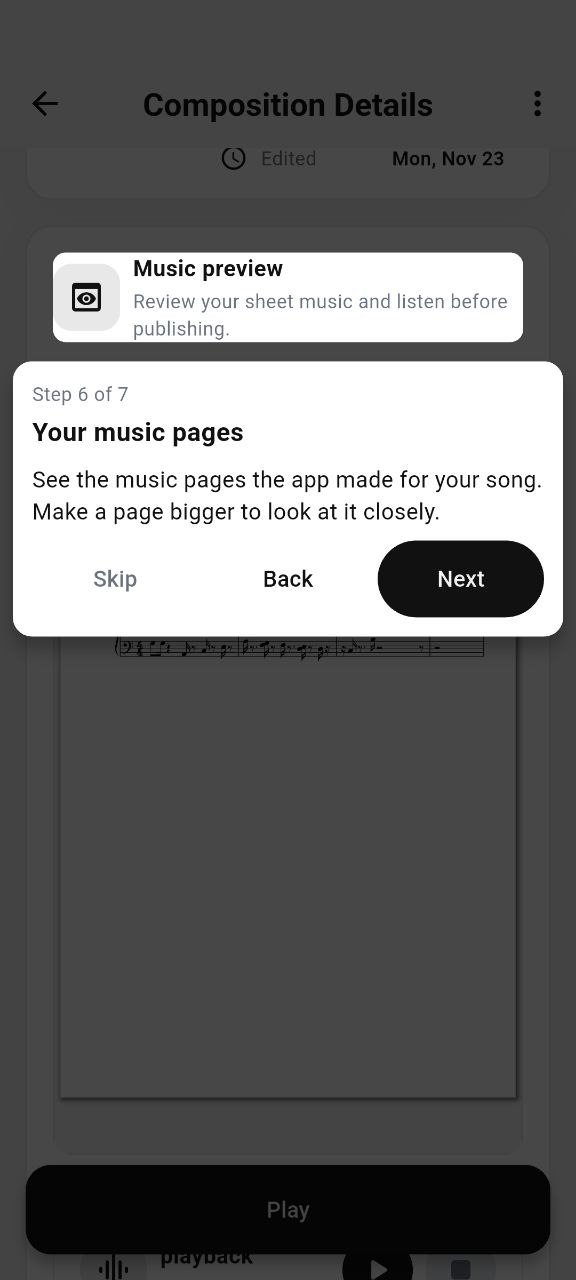 Composition Details
Edited Mon, Nov 23
Music preview
Review your sheet music and listen before
publishing.
Step 6 of 7
Your music pages
See the music pages the app made for your song.
Make a page bigger to look at it closely.
Skip Back Next
Play
playback